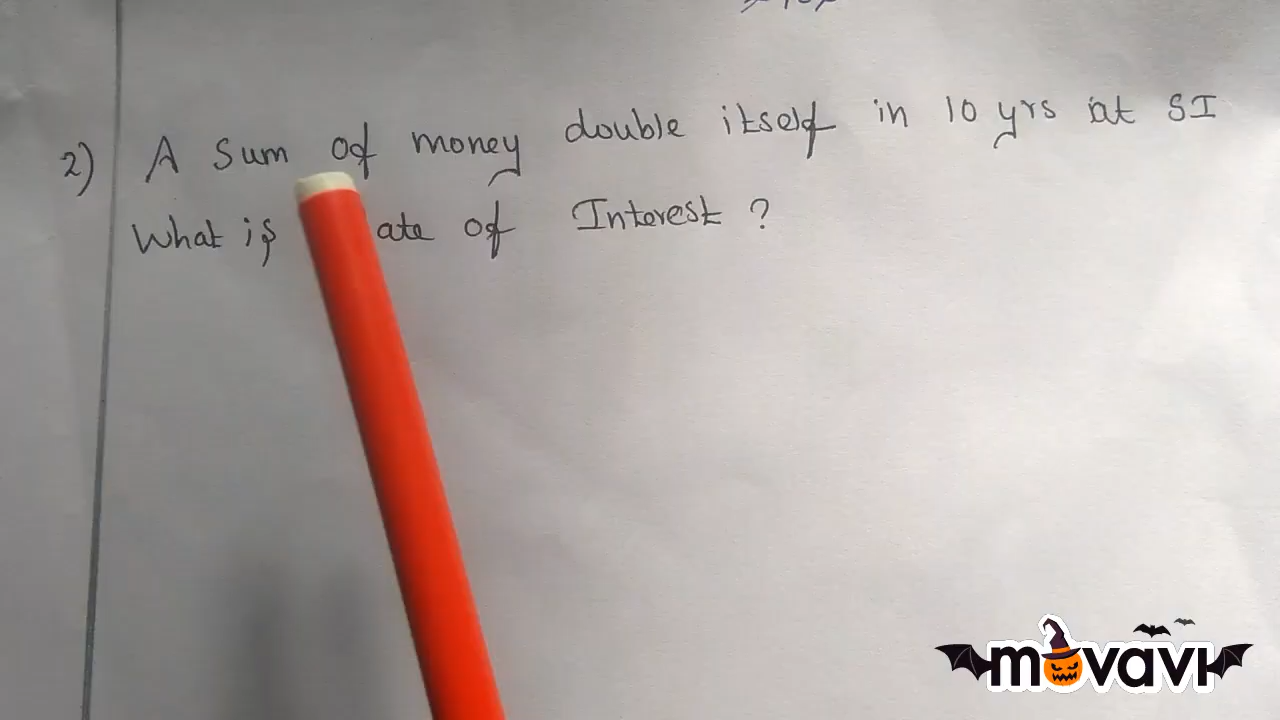 2) A Sum of money double itself in 10 yrs at SI
What is ate of Interest ?
movavi